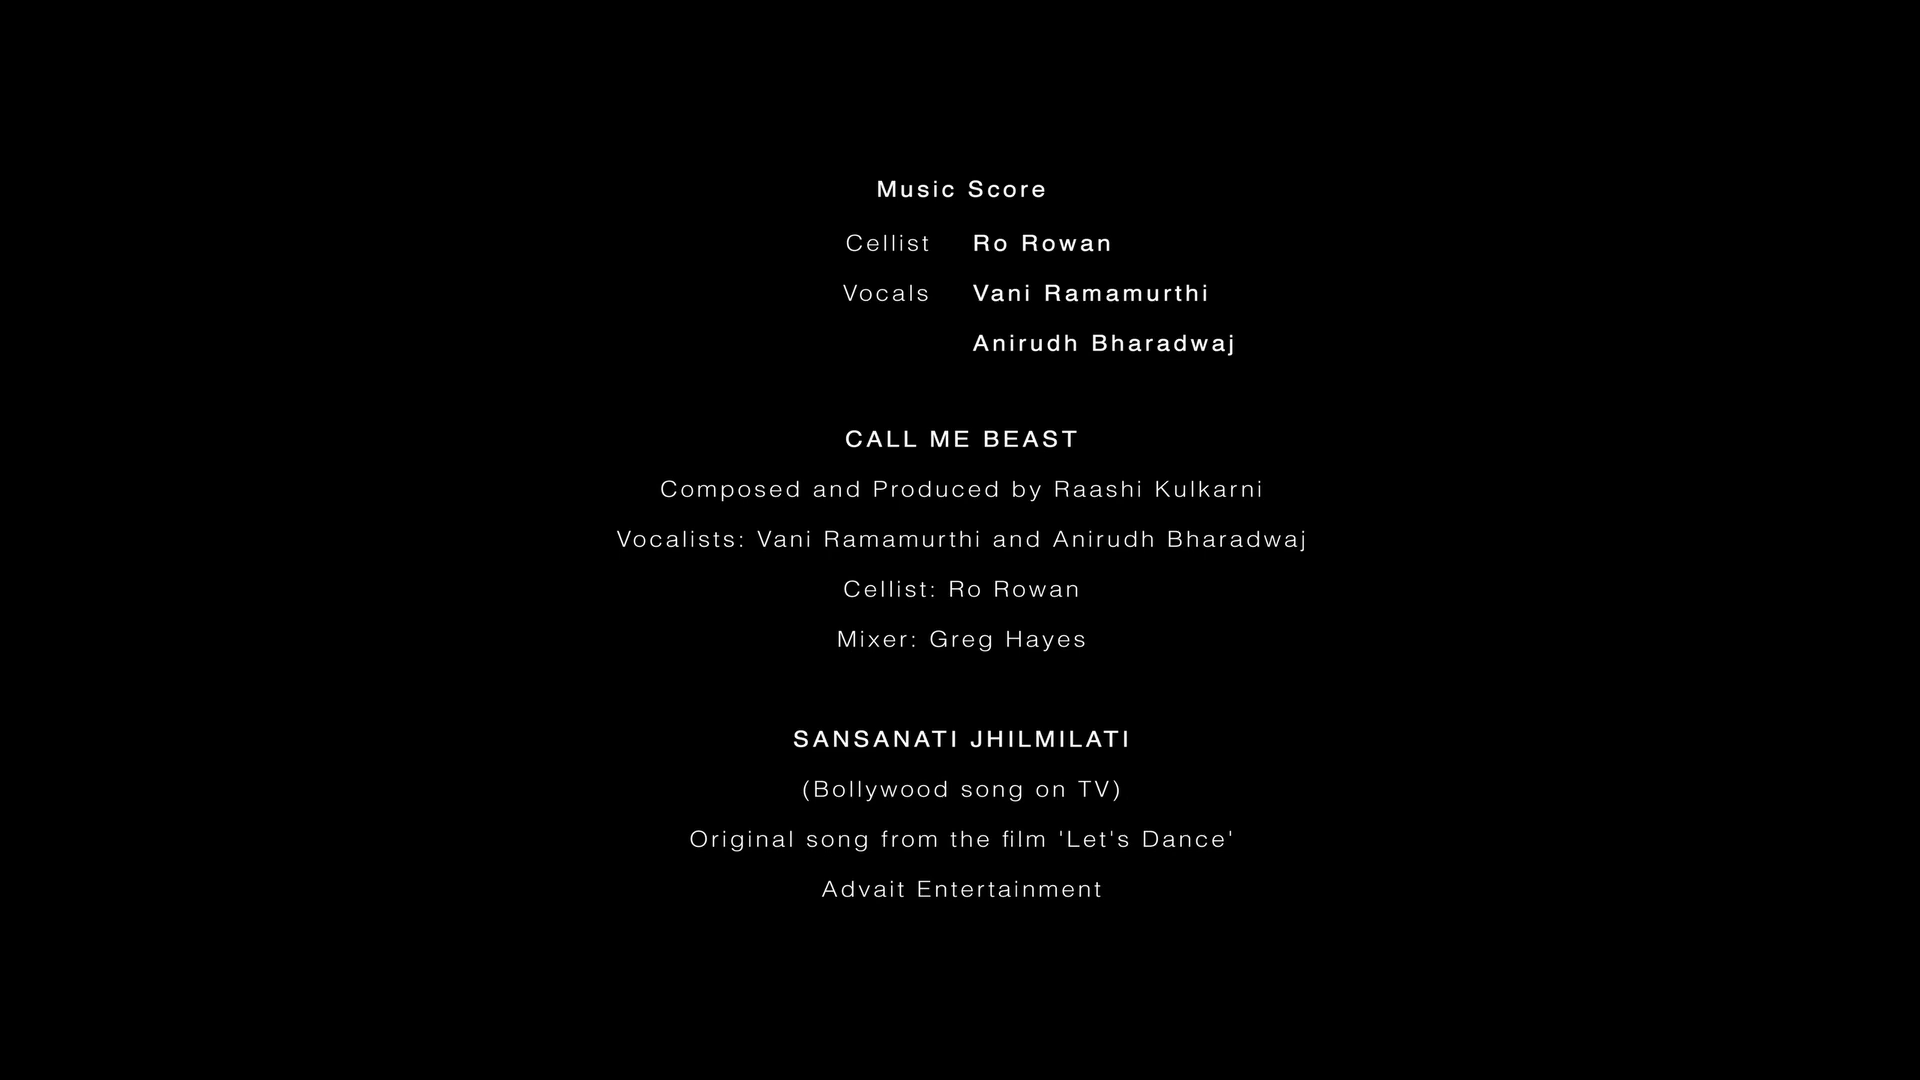 Music Score
Cellist Ro Rowan
Vocals Vani Ramamurthi
Anirudh Bharadwaj
CALL ME BEAST
Composed and Produced by Raashi Kulkarni
Vocalists: Vani Ramamurthi and Anirudh Bharadwaj
Cellist: Ro Rowan
Mixer: Greg Hayes
SANSANATI JHILMILATI
(Bollywood song on TV)
Original song from the film 'Let's Dance'
Advait Entertainment